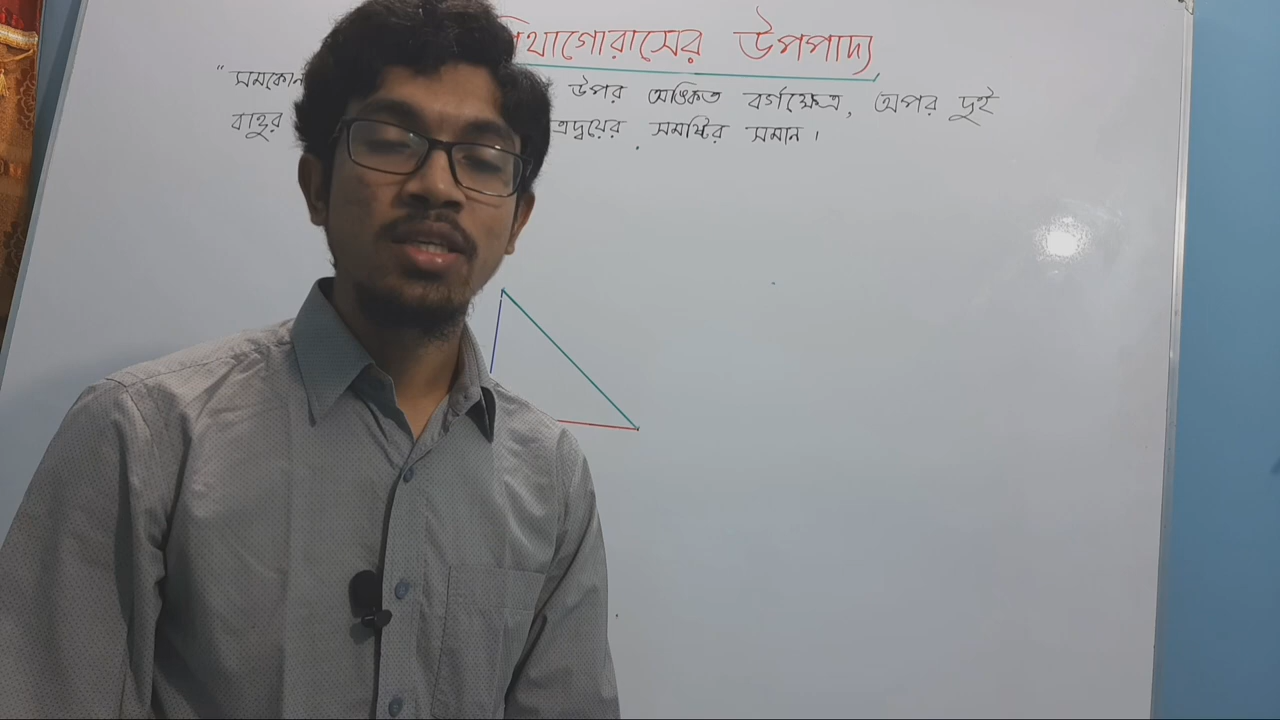 থাগোরাসের উপপাদ্য
"সমকোন উপর অঙ্কিত বর্গক্ষেত্র, অপর দুই
বাহুর ত্রদ্বয়ের সমষ্টির সমান।